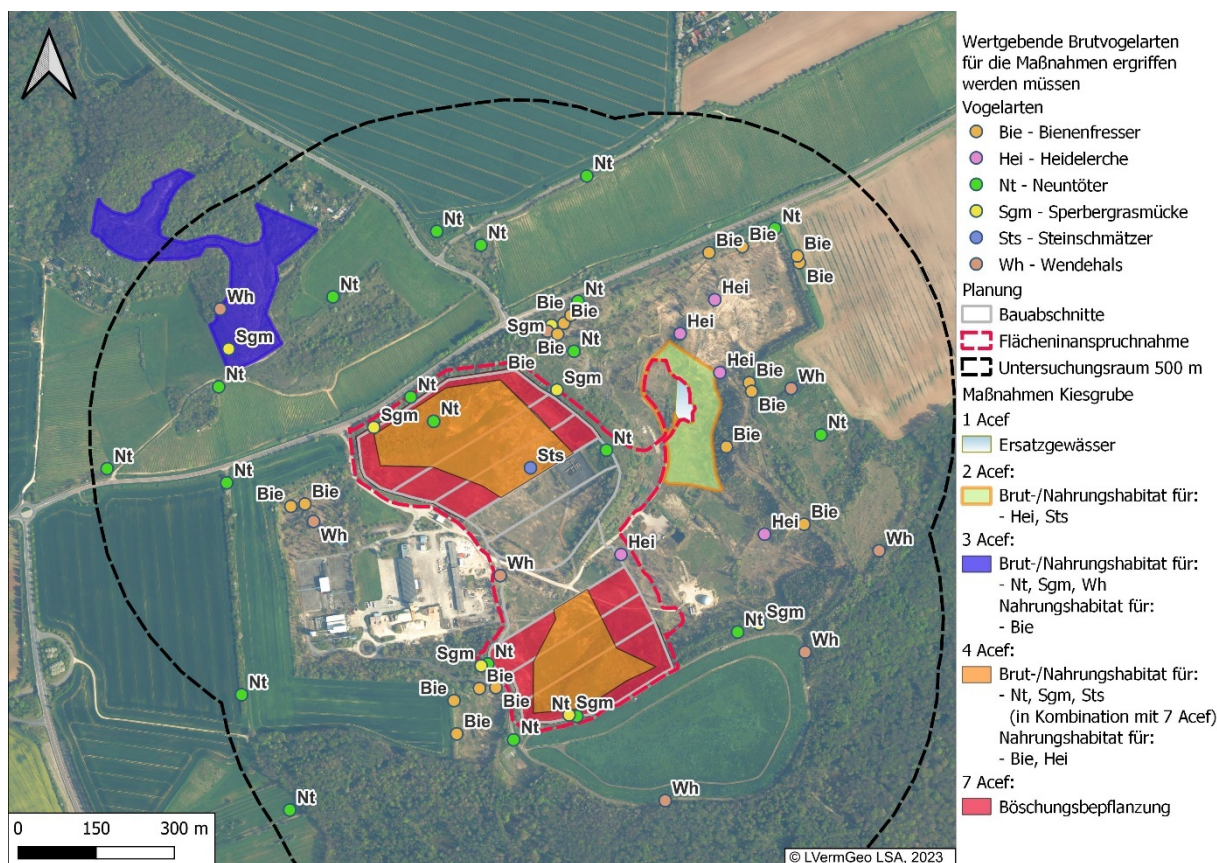 Wertgebende Brutvogelarten
für die Maßnahmen ergriffen
werden müssen
Vogelarten
Bie - Bienenfresser
Hei - Heidelerche
Nt - Neuntöter
Sgm - Sperbergrasmücke
Sts - Steinschmätzer
Wh - Wendehals
Planung
Bauabschnitte
Flächeninanspruchnahme
Untersuchungsraum 500 m
Maßnahmen Kiesgrube
1 Acef
Ersatzgewässer
2 Acef:
Brut-/Nahrungshabitat für:
- Hei, Sts
3 Acef:
Brut-/Nahrungshabitat für:
- Nt, Sgm, Wh
Nahrungshabitat für:
- Bie
4 Acef:
Brut-/Nahrungshabitat für:
- Nt, Sgm, Sts
(in Kombination mit 7 Acef)
Nahrungshabitat für:
- Bie, Hei
7 Acef:
Böschungsbepflanzung
Nt
Nt
Nt
Nt
Bie
Bie
Bie
Bie
Nt
Hei
Wh
Bie
Nt
Bie
Sgm
Bie
Nt
Hei
Sgm
Bie
Hei
Nt
Bie
Wh
Bie
Nt
Sgm
Sgm
Nt
Nt
Bie
Nt
Nt
Nt
Sts
Bie
Bie
Wh
Hei
Bie
Wh
Hei
Wh
Nt
Sgm
Wh
Sgm
Nt
Bie
Bie
Bie
Nt
Bie
Nt
Sgm
Nt
Wh
Nt
0 150 300 m
© LVermGeo LSA, 2023